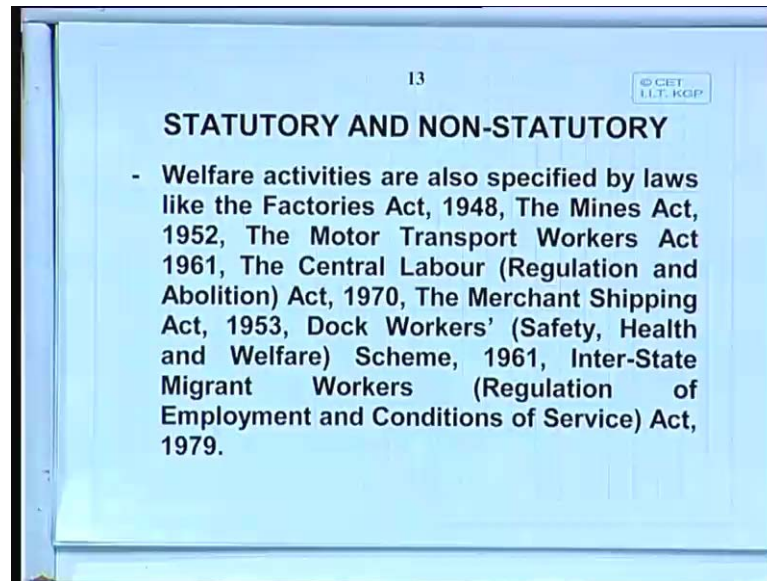 13
© CET
I.I.T. KGP
STATUTORY AND NON-STATUTORY
- Welfare activities are also specified by laws
like the Factories Act, 1948, The Mines Act,
1952, The Motor Transport Workers Act
1961, The Central Labour (Regulation and
Abolition) Act, 1970, The Merchant Shipping
Act, 1953, Dock Workers' (Safety, Health
and Welfare) Scheme, 1961, Inter-State
Migrant Workers (Regulation of
Employment and Conditions of Service) Act,
1979.